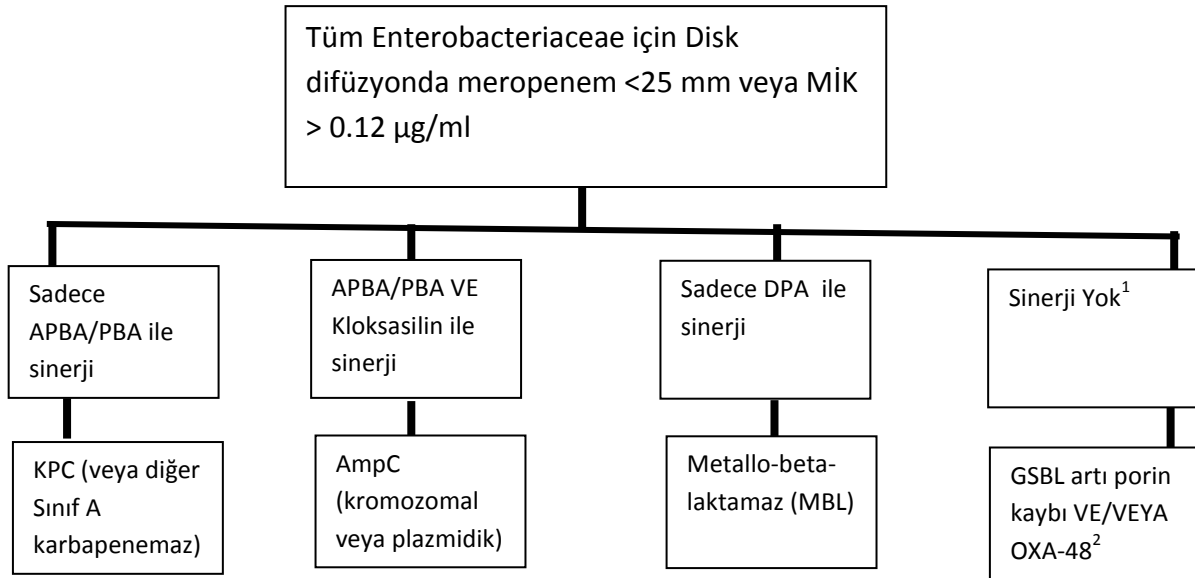 Tüm Enterobacteriaceae için Disk
difüzyonda meropenem <25 mm veya MİK
> 0.12 µg/ml
Sadece
APBA/PBA ile
sinerji
APBA/PBA VE
Kloksasilin ile
sinerji
Sadece DPA ile
sinerji
Sinerji Yok¹
KPC (veya diğer
Sınıf A
karbapenemaz)
AmpC
(kromozomal
veya plazmidik)
Metallo-beta-
laktamaz (MBL)
GSBL artı porin
kaybı VE/VEYA
OXA-48²